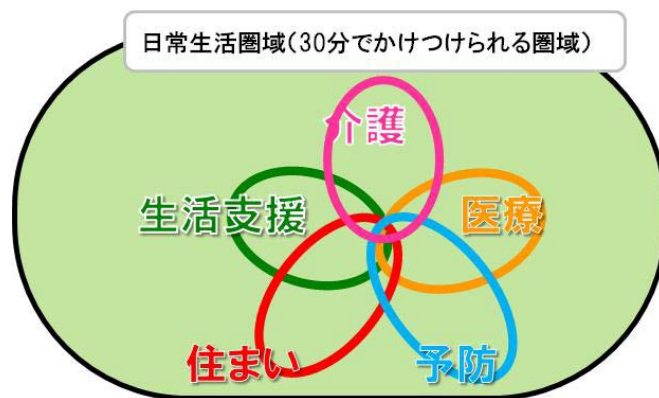 日常生活圏域(30分でかけつけられる圏域)
介護
生活支援
医療
住まい
予防